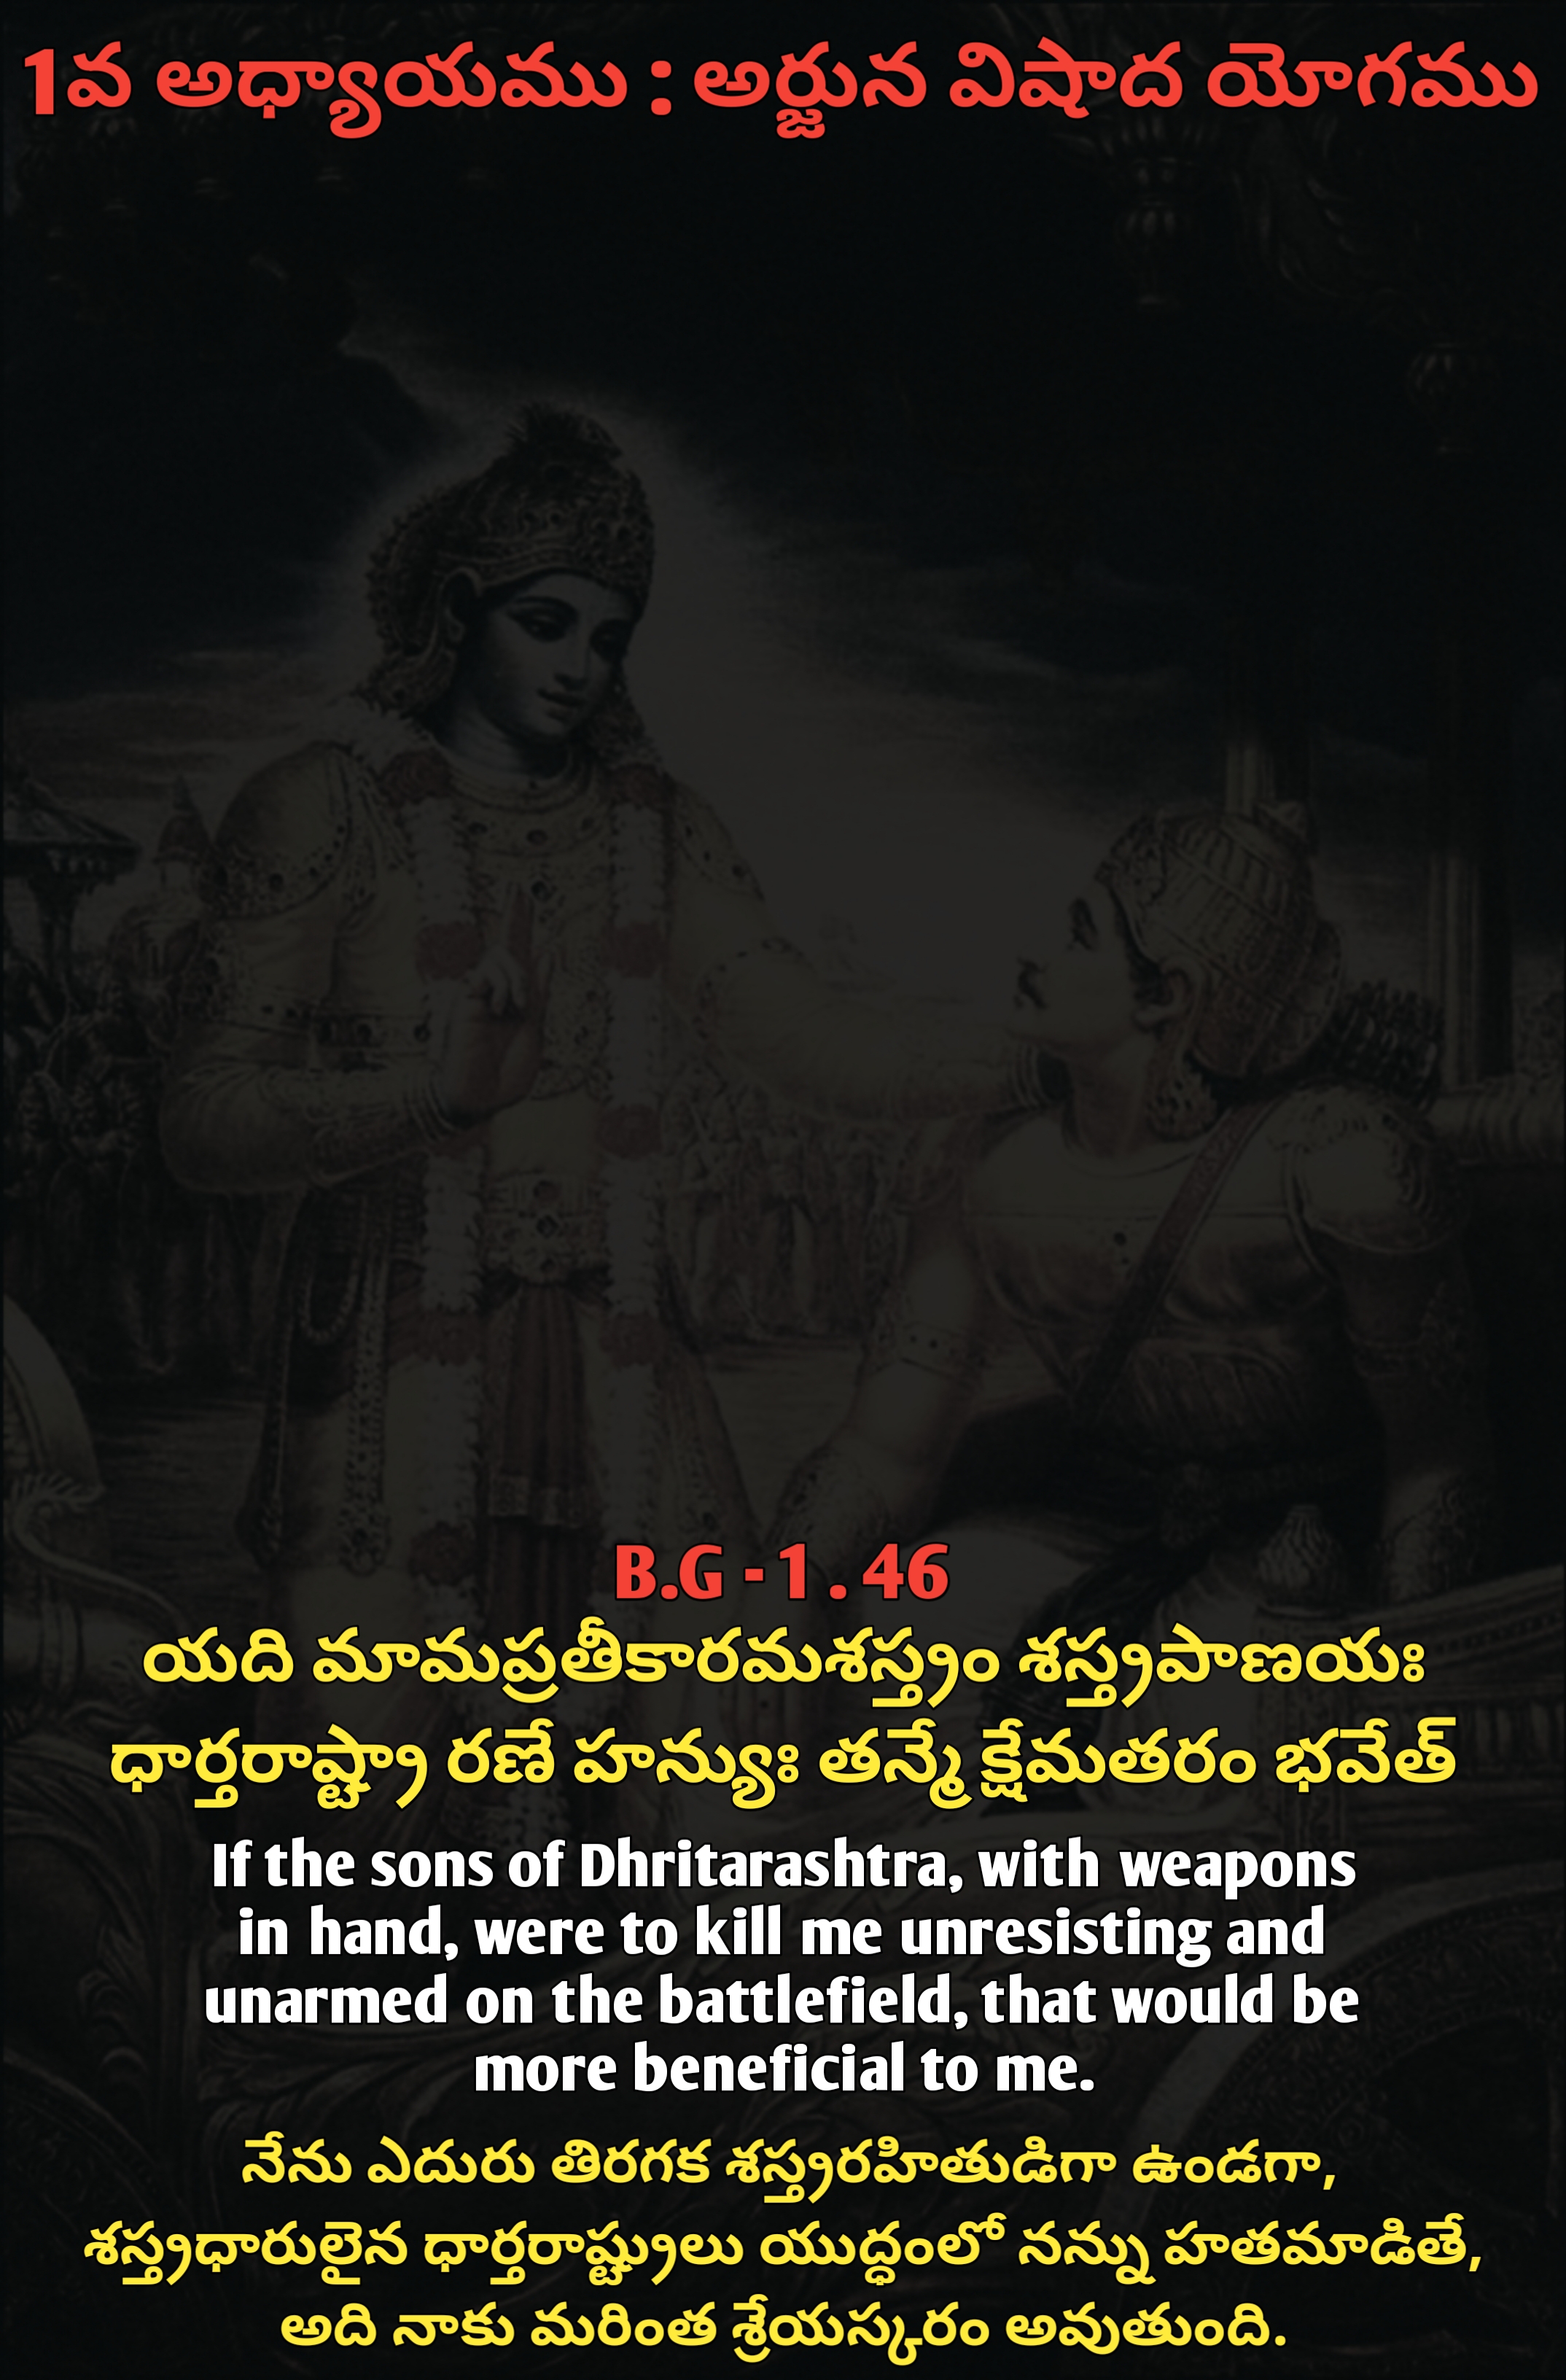 1వ అధ్యాయము : అర్జున విషాద యోగము
B.G - 1 . 46
యది మామప్రతీకారమశస్త్రం శస్త్రపాణయః
ధార్తరాష్ట్రా రణే హన్యుః తన్మే క్షేమతరం భవేత్
If the sons of Dhritarashtra, with weapons
in hand, were to kill me unresisting and
unarmed on the battlefield, that would be
more beneficial to me.
నేను ఎదురు తిరగక శస్త్రరహితుడిగా ఉండగా,
శస్త్రధారులైన ధార్తరాష్ట్రులు యుద్ధంలో నన్ను హతమాడితే,
అది నాకు మరింత శ్రేయస్కరం అవుతుంది.